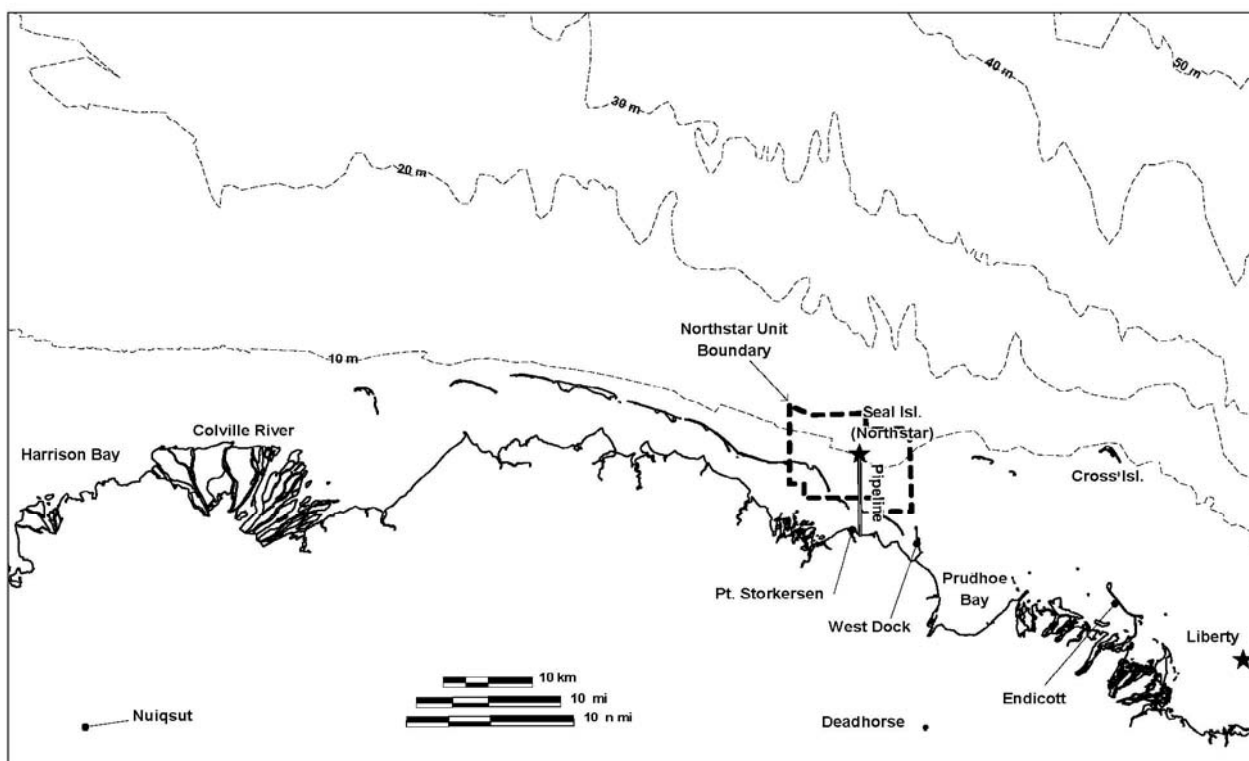 50 m
40 m
30 m
20 m
10 m
Northstar Unit
Boundary
Seal Isl.
(Northstar)
Colville River
Harrison Bay
Cross Isl.
Pipeline
Pt. Storkersen
Prudhoe
Bay
West Dock
Liberty
Endicott
10 km
10 mi
10 n mi
Nuiqsut
Deadhorse